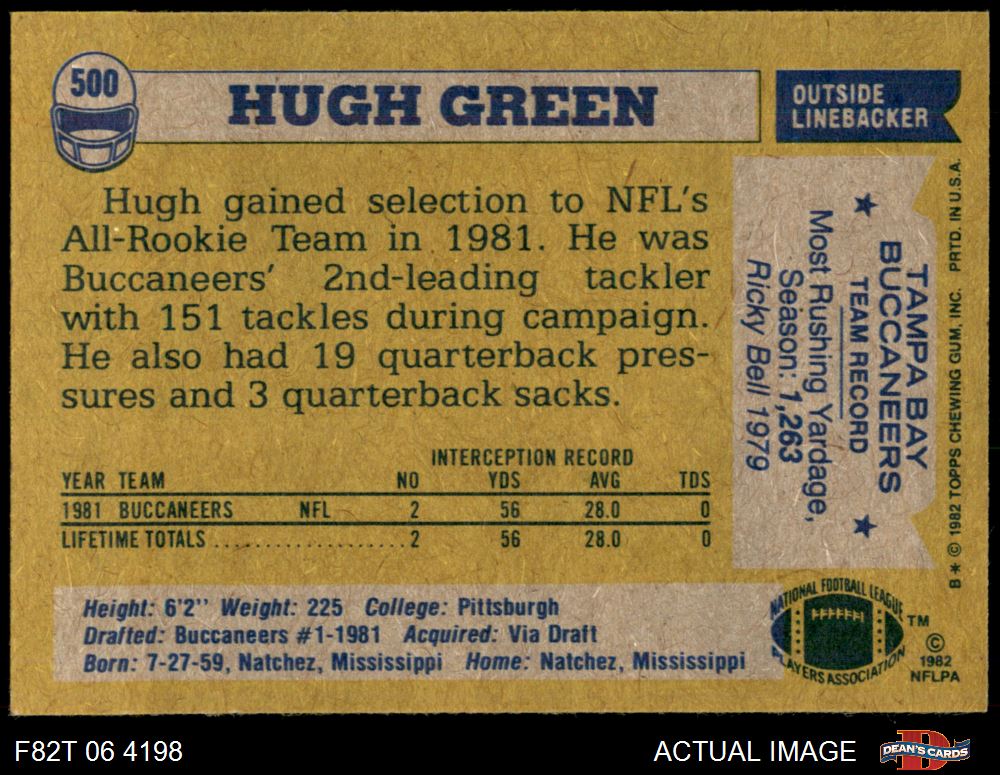 500
HUGH GREEN
OUTSIDE
LINEBACKER
Hugh gained selection to NFL's
All-Rookie Team in 1981. He was
Buccaneers' 2nd-leading tackler
with 151 tackles during campaign.
He also had 19 quarterback pres-
sures and 3 quarterback sacks.
INTERCEPTION RECORD
YEAR TEAM NO YDS AVG TDS
1981 BUCCANEERS NFL 2 56 28.0 0
LIFETIME TOTALS ..................... 2 56 28.0 0
Height: 6'2" Weight: 225 College: Pittsburgh
Drafted: Buccaneers #1-1981 Acquired: Via Draft
Born: 7-27-59, Natchez, Mississippi Home: Natchez, Mississippi
TAMPA BAY
BUCCANEERS
TEAM RECORD
Most Rushing Yardage,
Season: 1,263
Ricky Bell 1979
B* © 1982 TOPPS CHEWING GUM, INC. PRTD. IN U.S.A.
NATIONAL FOOTBALL LEAGUE
PLAYERS ASSOCIATION
TM
©
1982
NFLPA
F82T 06 4198
ACTUAL IMAGE
D
DEAN'S CARDS